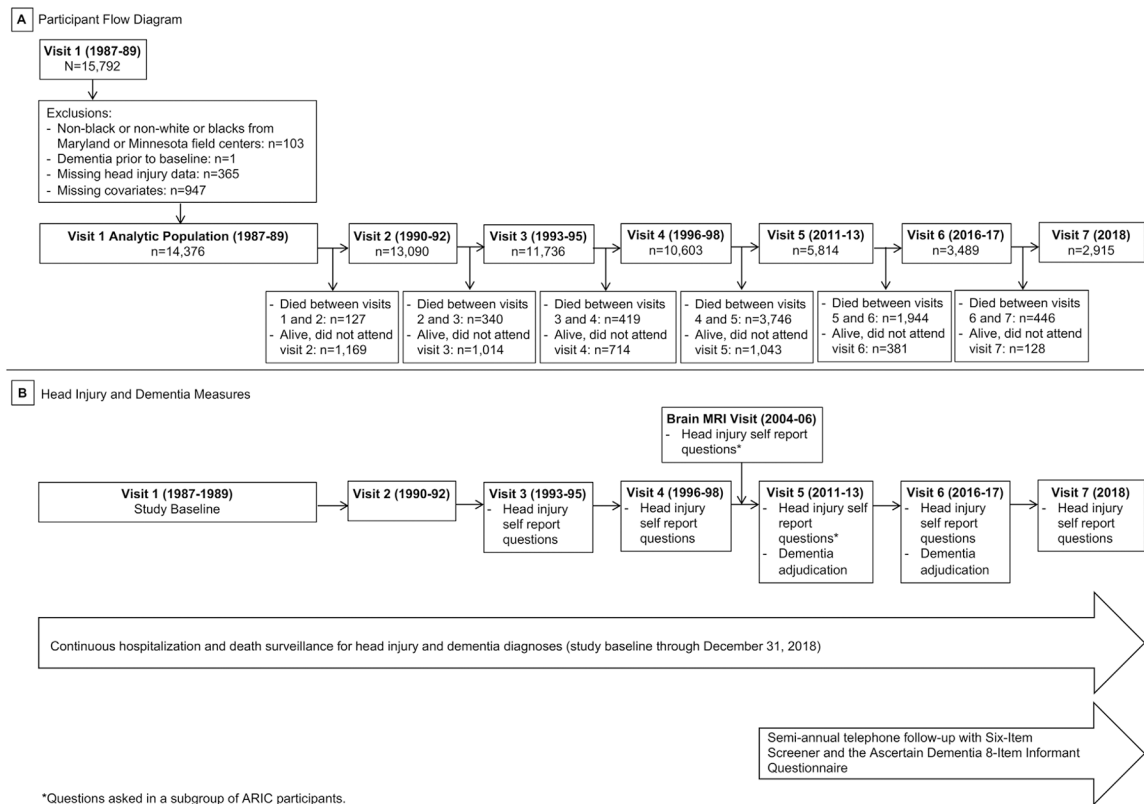 A Participant Flow Diagram
Visit 1 (1987-89)
N=15,792
Exclusions:
- Non-black or non-white or blacks from
Maryland or Minnesota field centers: n=103
- Dementia prior to baseline: n=1
- Missing head injury data: n=365
- Missing covariates: n=947
Visit 1 Analytic Population (1987-89)
n=14,376
Visit 2 (1990-92)
n=13,090
Visit 3 (1993-95)
n=11,736
Visit 4 (1996-98)
n=10,603
Visit 5 (2011-13)
n=5,814
Visit 6 (2016-17)
n=3,489
Visit 7 (2018)
n=2,915
- Died between visits
1 and 2: n=127
- Alive, did not attend
visit 2: n=1,169
- Died between visits
2 and 3: n=340
- Alive, did not attend
visit 3: n=1,014
- Died between visits
3 and 4: n=419
- Alive, did not attend
visit 4: n=714
- Died between visits
4 and 5: n=3,746
- Alive, did not attend
visit 5: n=1,043
- Died between visits
5 and 6: n=1,944
- Alive, did not attend
visit 6: n=381
- Died between visits
6 and 7: n=446
- Alive, did not attend
visit 7: n=128
B Head Injury and Dementia Measures
Brain MRI Visit (2004-06)
- Head injury self report
questions*
Visit 1 (1987-1989)
Study Baseline
Visit 2 (1990-92)
Visit 3 (1993-95)
- Head injury
self report
questions
Visit 4 (1996-98)
- Head injury
self report
questions
Visit 5 (2011-13)
- Head injury self
report
questions*
- Dementia
adjudication
Visit 6 (2016-17)
- Head injury
self report
questions
- Dementia
adjudication
Visit 7 (2018)
- Head injury
self report
questions
Continuous hospitalization and death surveillance for head injury and dementia diagnoses (study baseline through December 31, 2018)
Semi-annual telephone follow-up with Six-Item
Screener and the Ascertain Dementia 8-Item Informant
Questionnaire
*Questions asked in a subgroup of ARIC participants.